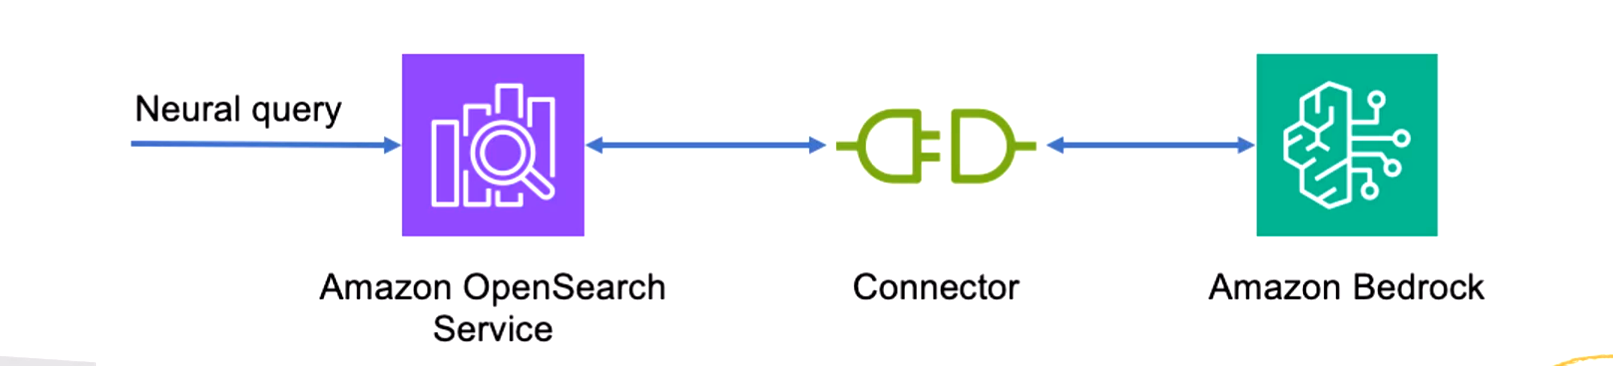 Neural query
Amazon OpenSearch
Service
Connector
Amazon Bedrock